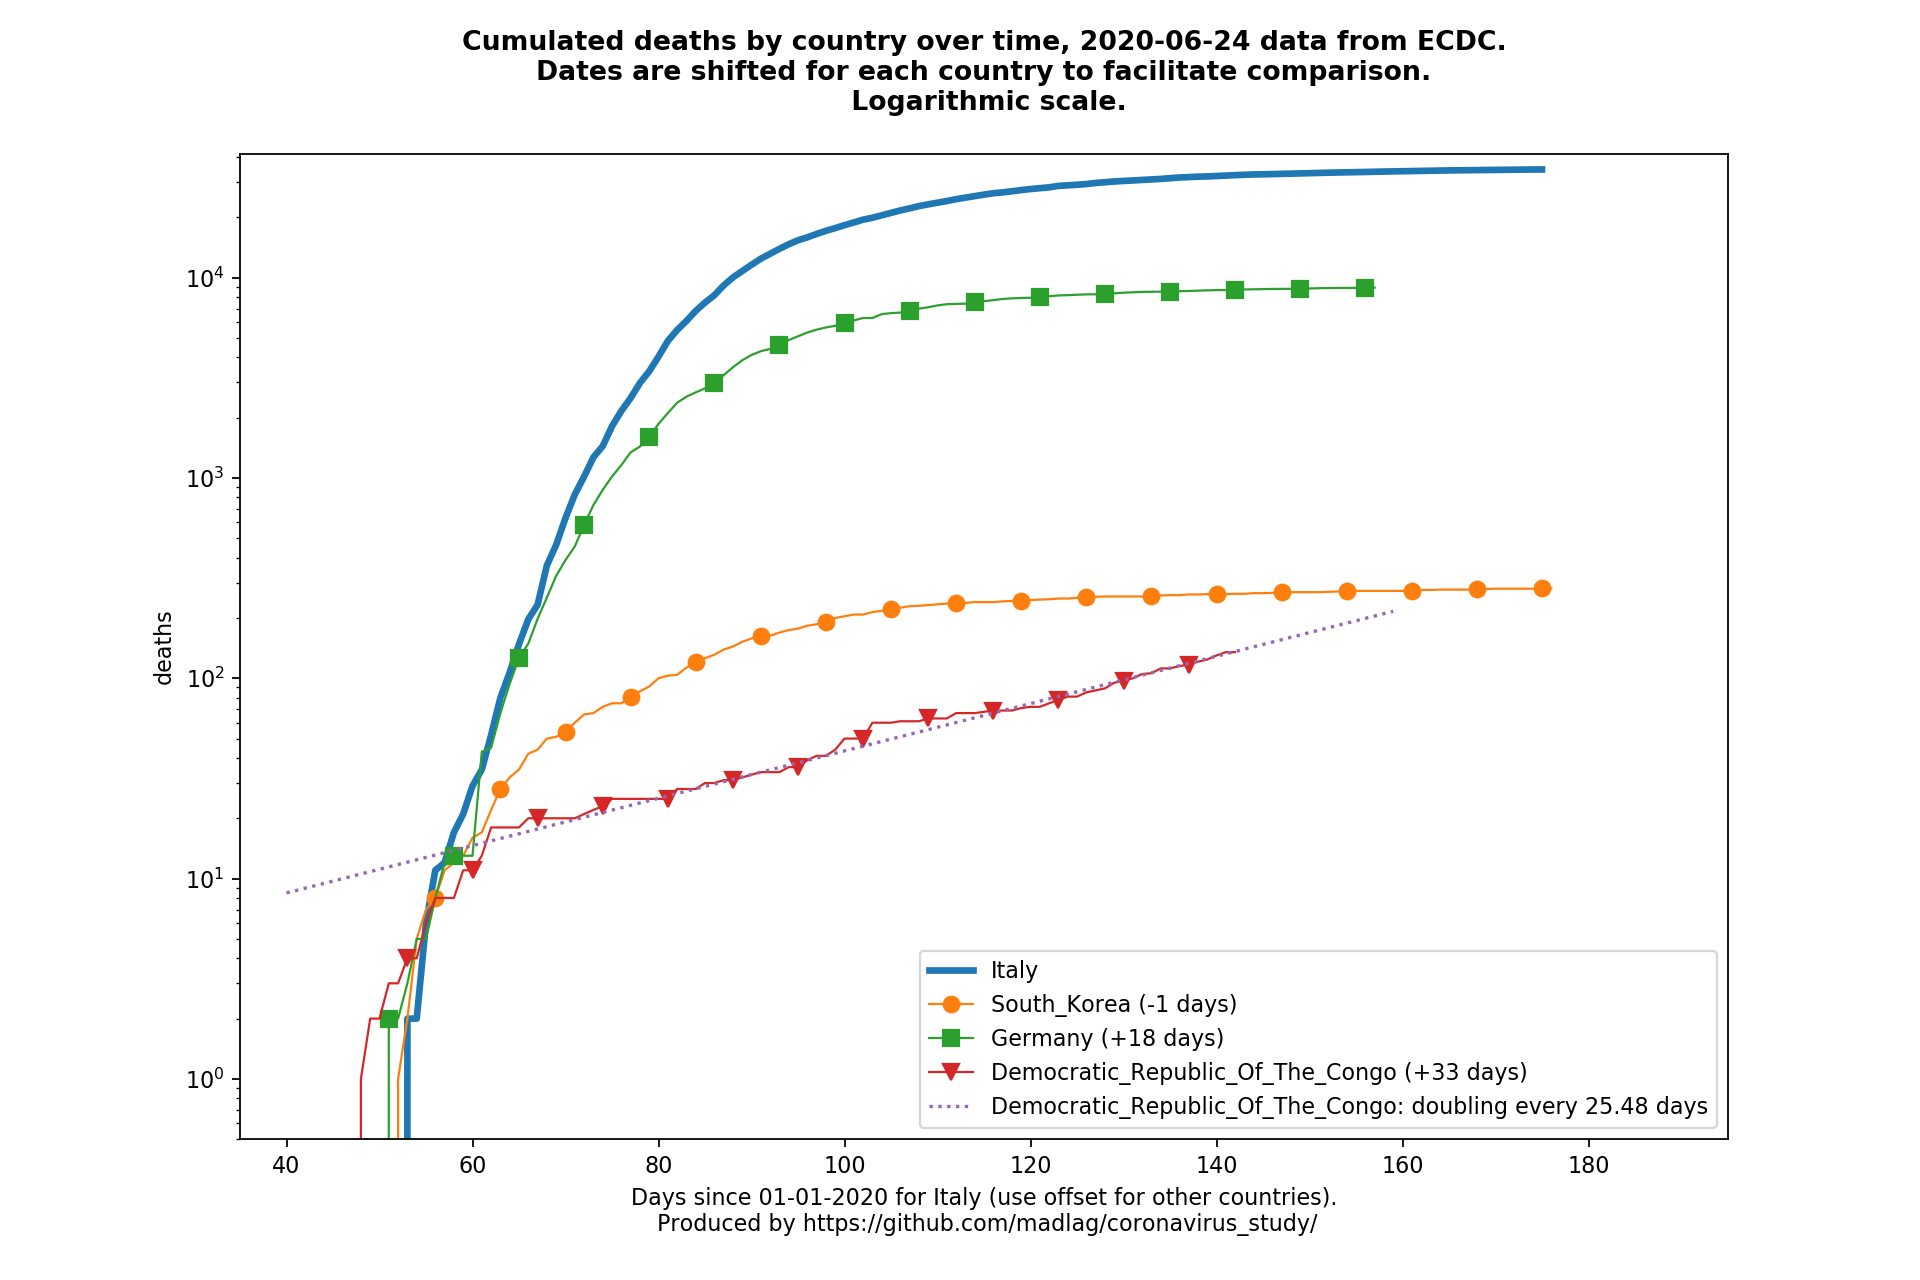 Cumulated deaths by country over time, 2020-06-24 data from ECDC.
Dates are shifted for each country to facilitate comparison.
Logarithmic scale.
10⁴
10³
10²
10¹
10⁰
deaths
Italy
South_Korea (-1 days)
Germany (+18 days)
Democratic_Republic_Of_The_Congo (+33 days)
Democratic_Republic_Of_The_Congo: doubling every 25.48 days
40 60 80 100 120 140 160 180
Days since 01-01-2020 for Italy (use offset for other countries).
Produced by https://github.com/madlag/coronavirus_study/